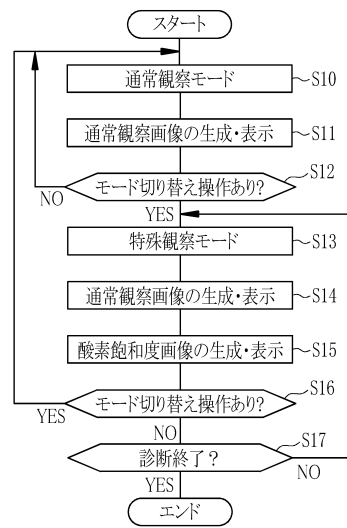 スタート
通常観察モード
S10
通常観察画像の生成・表示
S11
モード切り替え操作あり?
S12
NO
YES
特殊観察モード
S13
通常観察画像の生成・表示
S14
酸素飽和度画像の生成・表示
S15
モード切り替え操作あり?
S16
YES
NO
診断終了?
S17
NO
YES
エンド